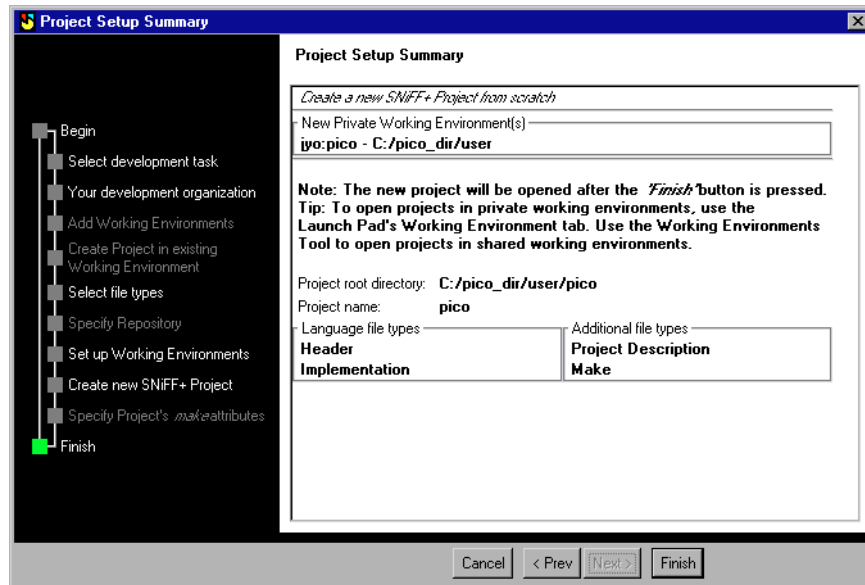 Project Setup Summary
Begin
Select development task
Your development organization
Add Working Environments
Create Project in existing
Working Environment
Select file types
Specify Repository
Set up Working Environments
Create new SNiFF+ Project
Specify Project's make attributes
Finish
Project Setup Summary
Create a new SNiFF+ Project from scratch
New Private Working Environment(s)
jyo:pico - C:/pico_dir/user
Note: The new project will be opened after the 'Finish' button is pressed.
Tip: To open projects in private working environments, use the
Launch Pad's Working Environment tab. Use the Working Environments
Tool to open projects in shared working environments.
Project root directory: C:/pico_dir/user/pico
Project name: pico
Language file types
Header
Implementation
Additional file types
Project Description
Make
Cancel < Prev Next > Finish